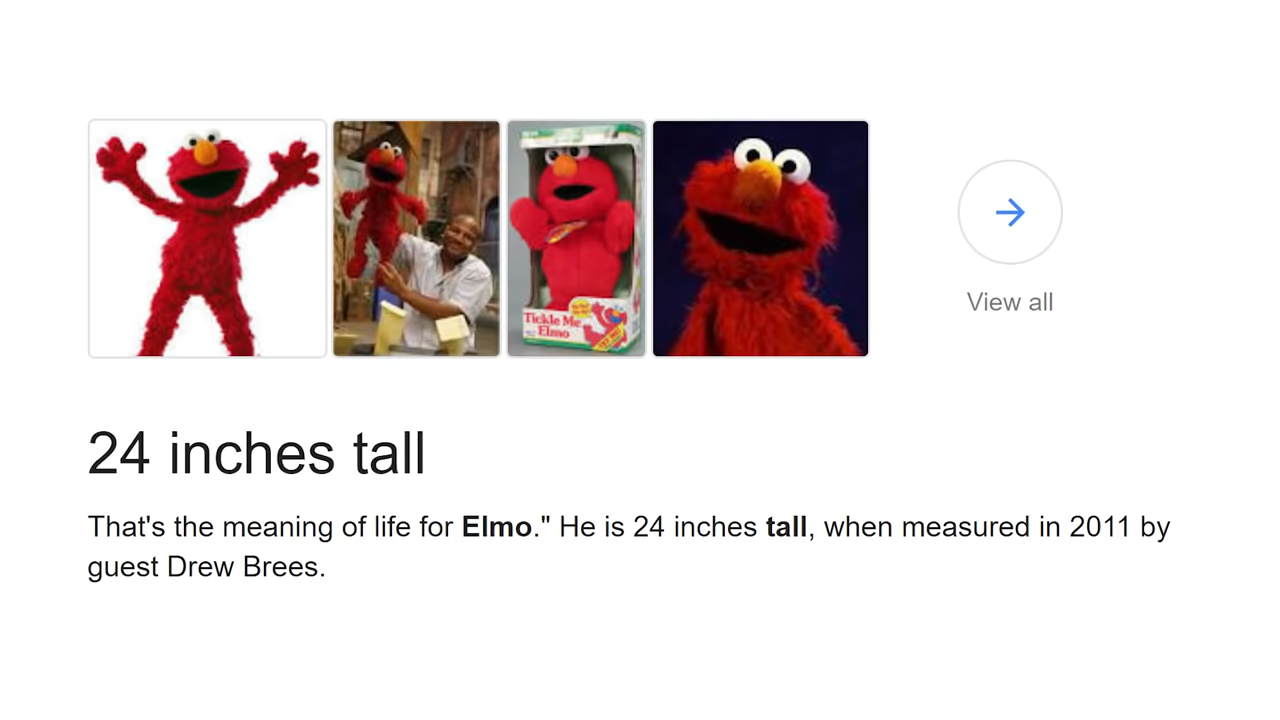 Tickle Me
Elmo
View all
24 inches tall
That's the meaning of life for Elmo." He is 24 inches tall, when measured in 2011 by
guest Drew Brees.